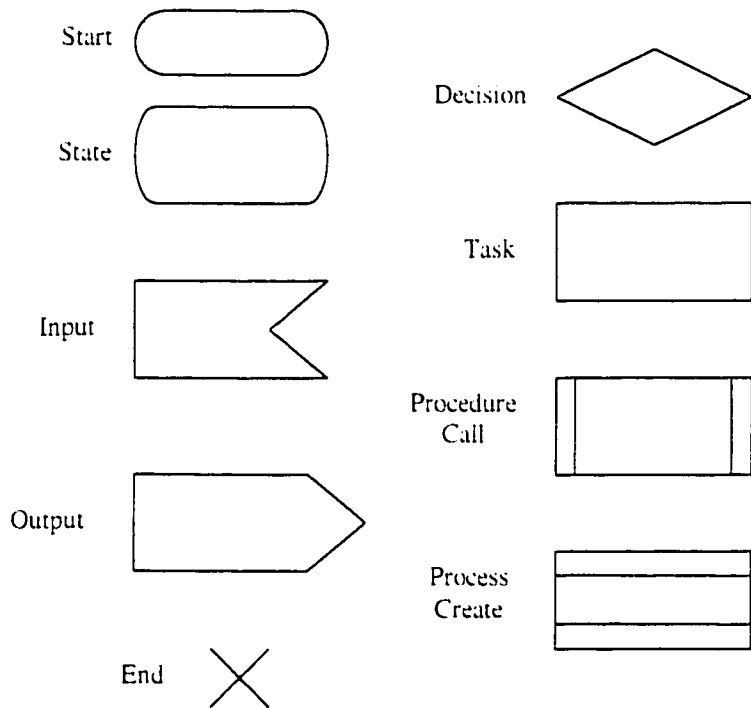 Start
State
Input
Output
End
Decision
Task
Procedure
Call
Process
Create